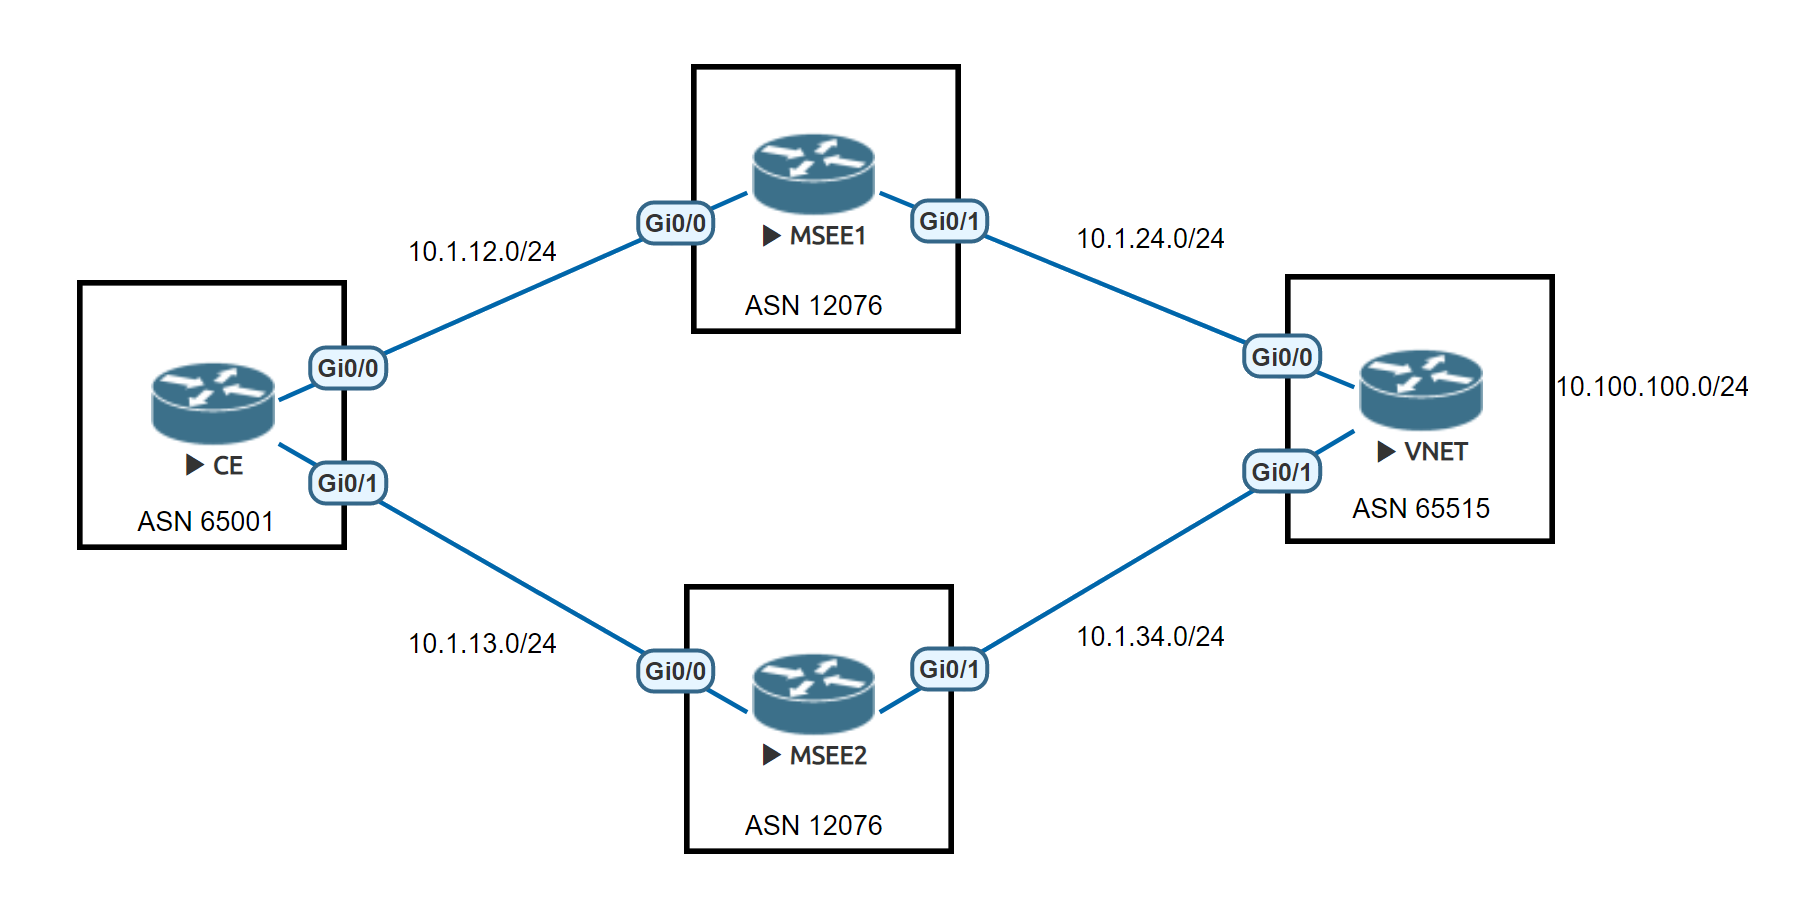 Gi0/0
MSEE1
Gi0/1
10.1.12.0/24
10.1.24.0/24
ASN 12076
Gi0/0
Gi0/0
10.100.100.0/24
CE
VNET
Gi0/1
Gi0/1
ASN 65001
ASN 65515
10.1.13.0/24
10.1.34.0/24
Gi0/0
Gi0/1
MSEE2
ASN 12076